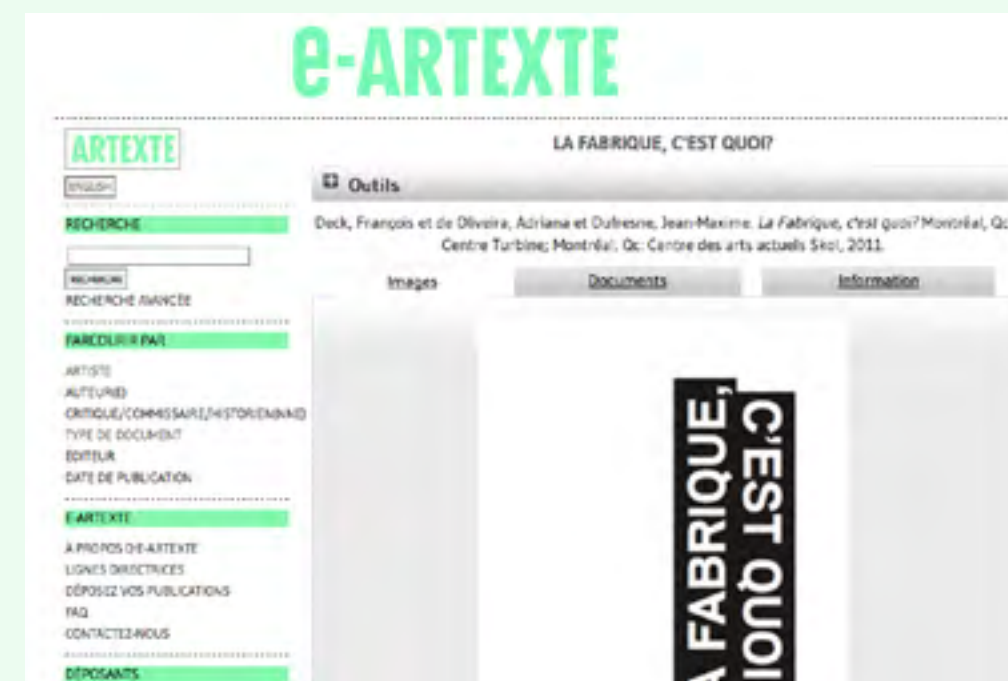 e-ARTEXTE
ARTEXTE
ENGLISH
RECHERCHE
RECHERCHE
RECHERCHE AVANCÉE
PARCOURIR PAR
ARTISTE
AUTEUR(E)
CRITIQUE/COMMISSAIRE/HISTORIEN(NNE)
TYPE DE DOCUMENT
ÉDITEUR
DATE DE PUBLICATION
E-ARTEXTE
À PROPOS D'E-ARTEXTE
LIGNES DIRECTRICES
DÉPOSEZ VOS PUBLICATIONS
FAQ
CONTACTEZ-NOUS
DÉPOSANTS
LA FABRIQUE, C'EST QUOI?
Outils
Deck, François et de Oliveira, Adriana et Dufresne, Jean-Maxime. La Fabrique, c'est quoi? Montréal, Qc
Centre Turbine; Montréal, Qc: Centre des arts actuels Skol, 2011.
Images Documents Information
A FABRIQUE,
C'EST QUOI